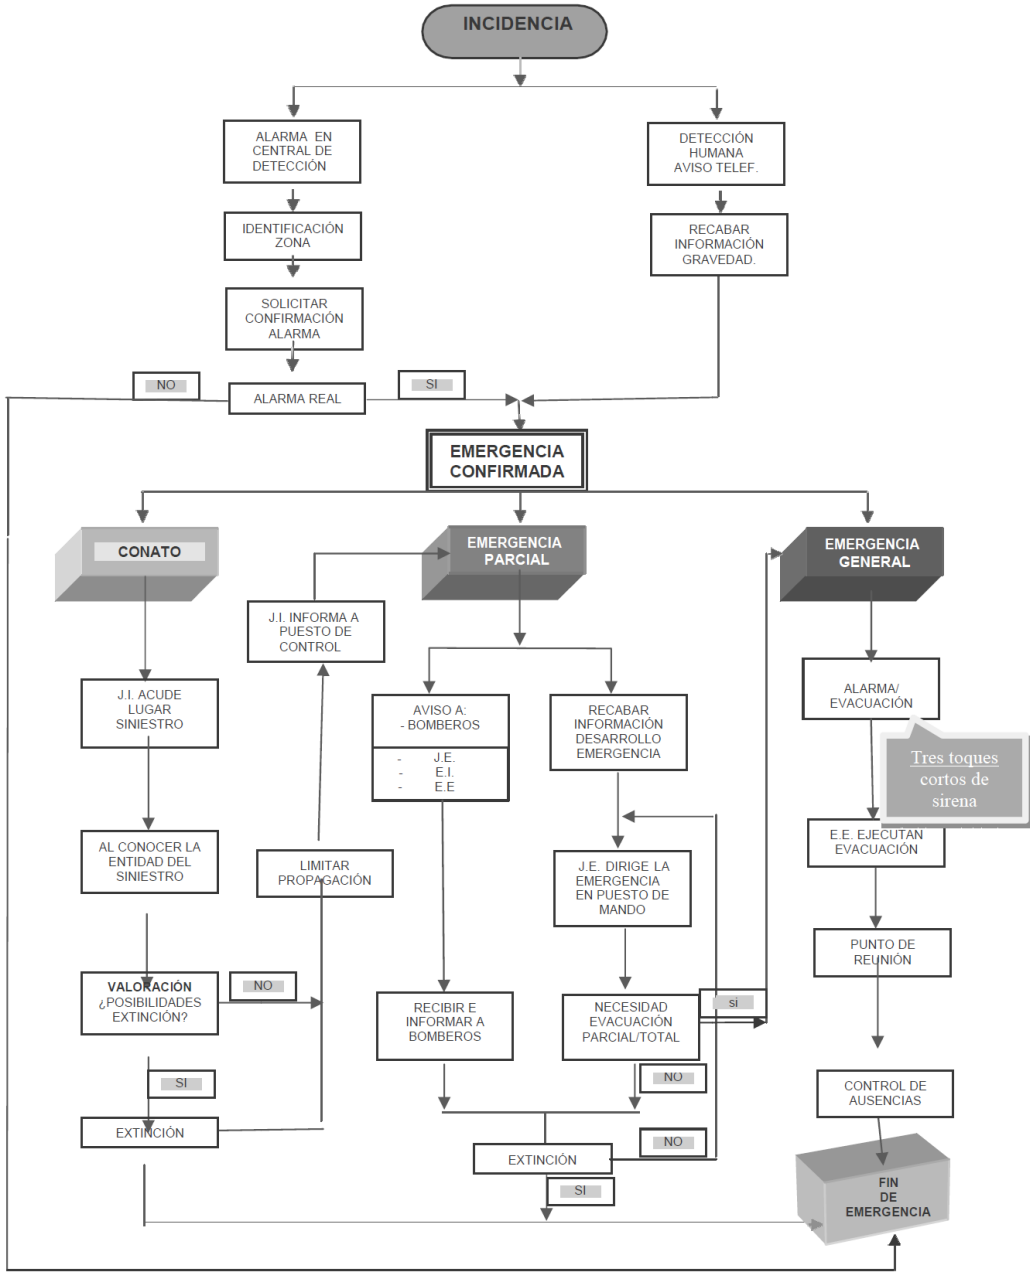 INCIDENCIA
ALARMA EN
CENTRAL DE
DETECCIÓN
DETECCIÓN
HUMANA
AVISO TELEF.
IDENTIFICACIÓN
ZONA
RECABAR
INFORMACIÓN
GRAVEDAD.
SOLICITAR
CONFIRMACIÓN
ALARMA
NO
ALARMA REAL
SI
EMERGENCIA
CONFIRMADA
CONATO
EMERGENCIA
PARCIAL
EMERGENCIA
GENERAL
J.I. INFORMA A
PUESTO DE
CONTROL
J.I. ACUDE
LUGAR
SINIESTRO
AVISO A:
- BOMBEROS
- J.E.
- E.I.
- E.E
RECABAR
INFORMACIÓN
DESARROLLO
EMERGENCIA
ALARMA/
EVACUACIÓN
Tres toques
cortos de
sirena
E.E. EJECUTAN
EVACUACIÓN
AL CONOCER LA
ENTIDAD DEL
SINIESTRO
LIMITAR
PROPAGACIÓN
J.E. DIRIGE LA
EMERGENCIA
EN PUESTO DE
MANDO
PUNTO DE
REUNIÓN
VALORACIÓN
¿POSIBILIDADES
EXTINCIÓN?
NO
RECIBIR E
INFORMAR A
BOMBEROS
NECESIDAD
EVACUACIÓN
PARCIAL/TOTAL
si
SI
NO
CONTROL DE
AUSENCIAS
EXTINCIÓN
EXTINCIÓN
NO
SI
FIN
DE
EMERGENCIA